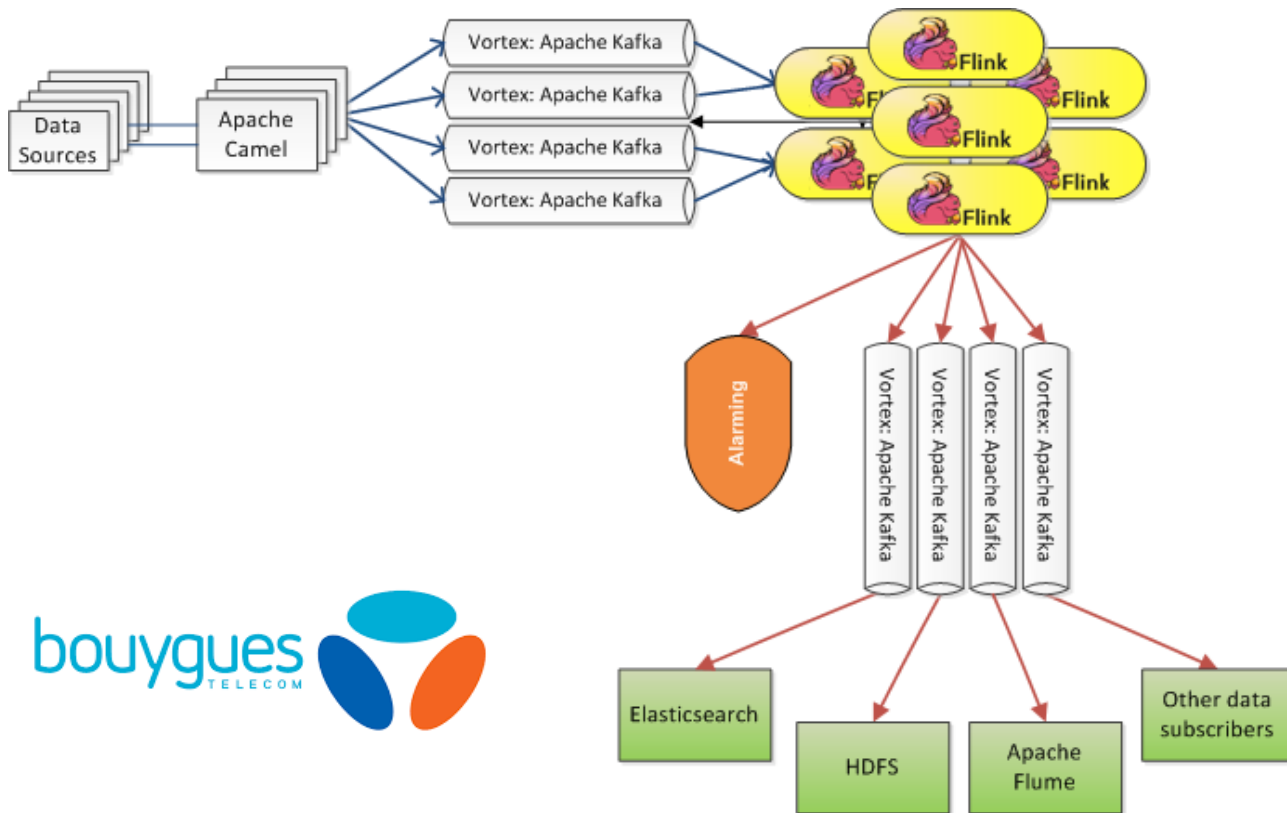 Vortex: Apache Kafka
Vortex: Apache Kafka
Vortex: Apache Kafka
Vortex: Apache Kafka
Data
Sources
Apache
Camel
Flink
Flink
Flink
Flink
Flink
Alarming
Vortex: Apache Kafka
Vortex: Apache Kafka
Vortex: Apache Kafka
Vortex: Apache Kafka
bouygues
TELECOM
Elasticsearch
HDFS
Apache
Flume
Other data
subscribers